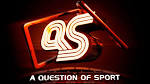 QS
A QUESTION OF SPORT